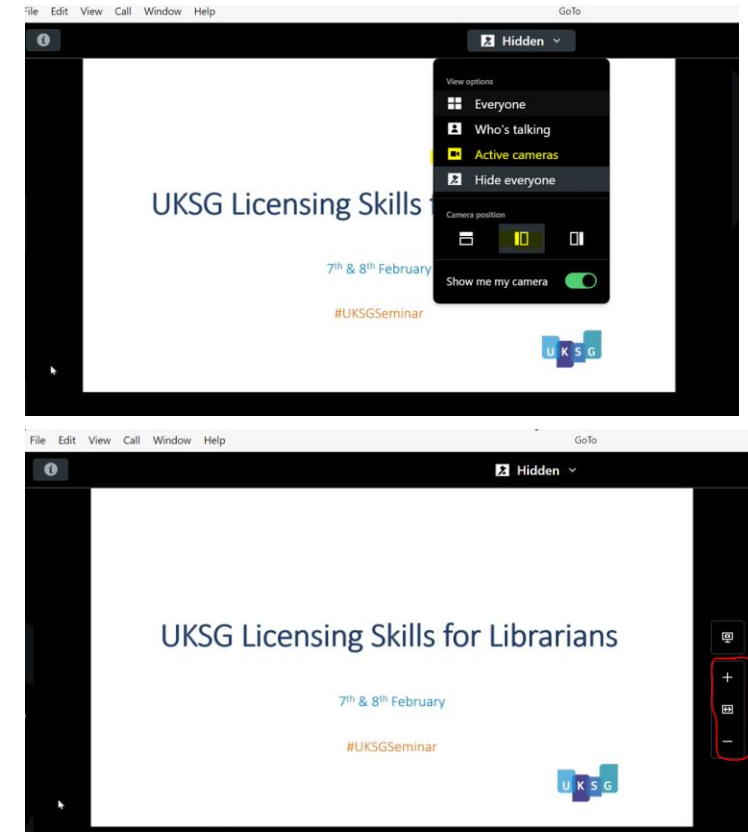 File Edit View Call Window Help GoTo
Hidden
View options
Everyone
Who's talking
Active cameras
Hide everyone
UKSG Licensing Skills f
Camera position
7th & 8th February
Show me my camera
#UKSGSeminar
U K S G
File Edit View Call Window Help GoTo
Hidden
UKSG Licensing Skills for Librarians
7th & 8th February
#UKSGSeminar
U K S G